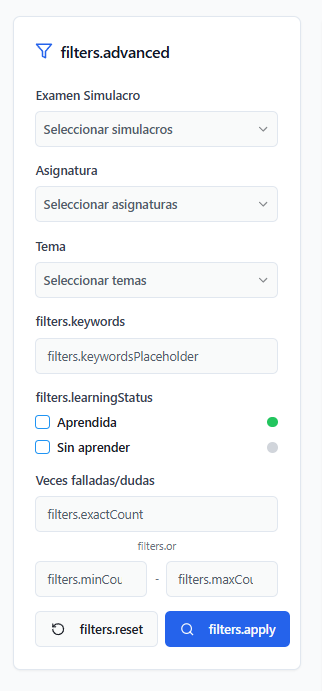 filters.advanced
Examen Simulacro
Seleccionar simulacros
Asignatura
Seleccionar asignaturas
Tema
Seleccionar temas
filters.keywords
filters.keywordsPlaceholder
filters.learningStatus
Aprendida
Sin aprender
Veces falladas/dudas
filters.exactCount
filters.or
filters.minCou - filters.maxCou
filters.reset filters.apply